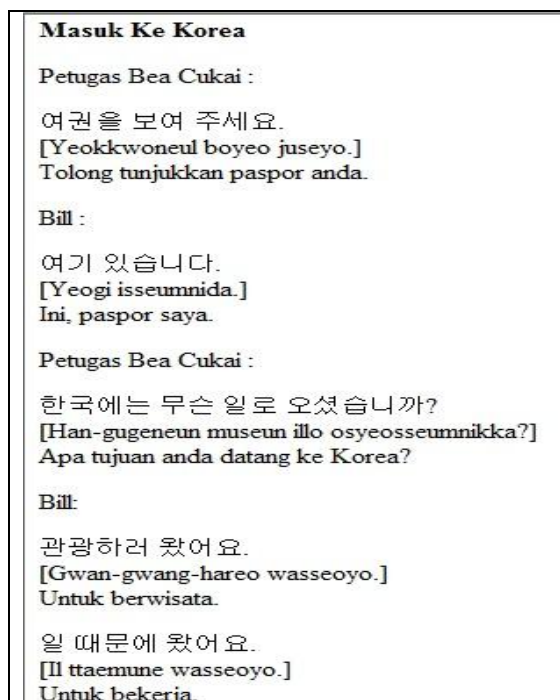 Masuk Ke Korea
Petugas Bea Cukai :
여권을 보여 주세요.
[Yeokkwoneul boyeo juseyo.]
Tolong tunjukkan paspor anda.
Bill :
여기 있습니다.
[Yeogi isseumnida.]
Ini, paspor saya.
Petugas Bea Cukai :
한국에는 무슨 일로 오셨습니까?
[Han-gugeneun museun illo osyeosseumnikka?]
Apa tujuan anda datang ke Korea?
Bill:
관광하러 왔어요.
[Gwan-gwang-hareo wasseoyo.]
Untuk berwisata.
일 때문에 왔어요.
[Il ttaemune wasseoyo.]
Untuk bekerja.